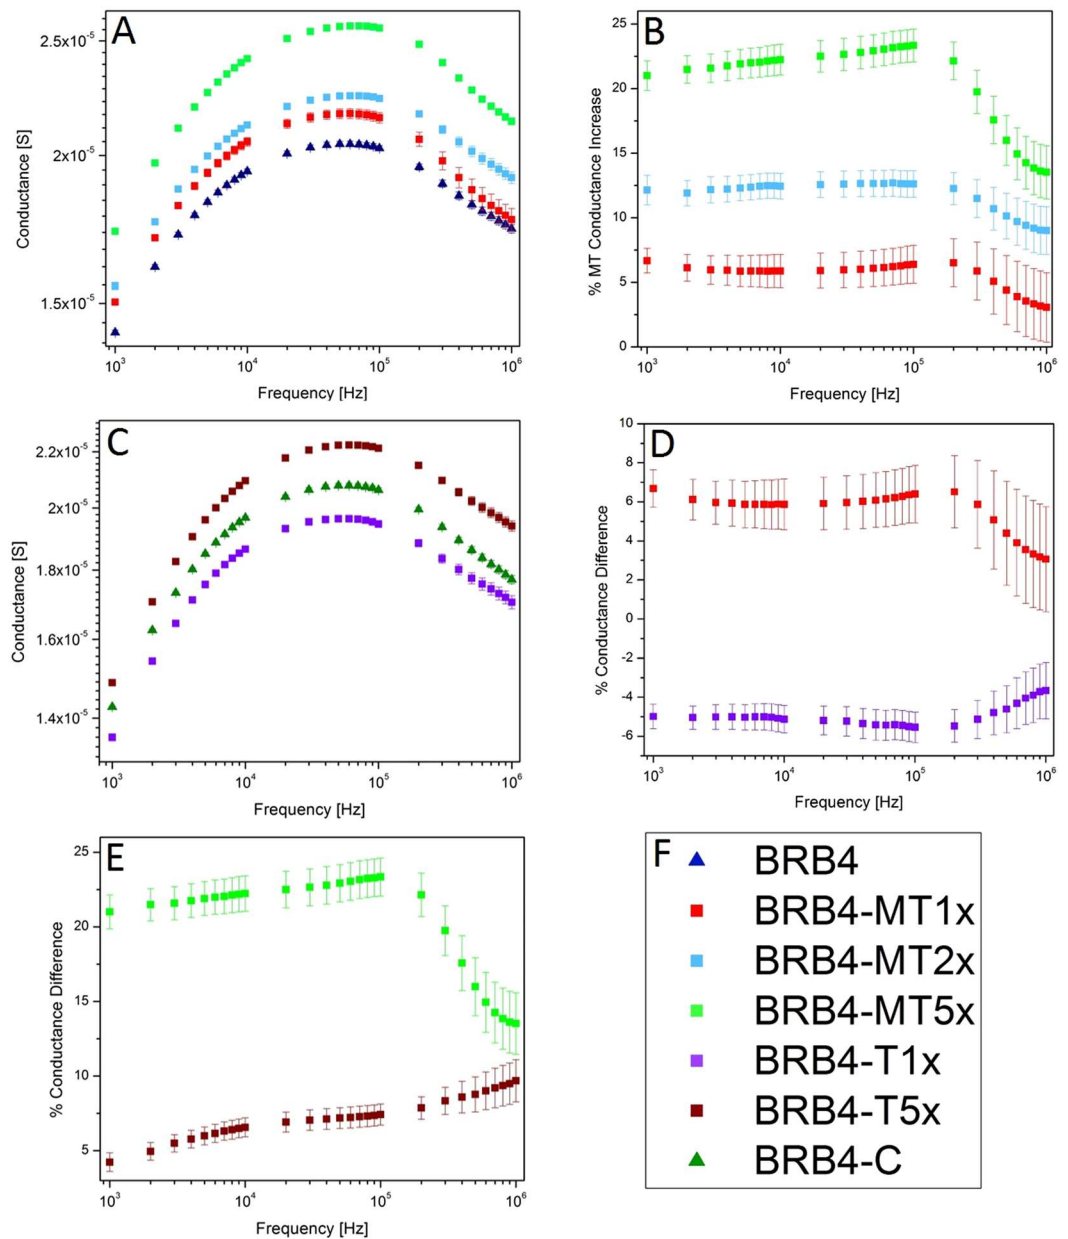 A
Conductance [S]
2.5x10⁻⁵
2x10⁻⁵
1.5x10⁻⁵
10³ 10⁴ 10⁵ 10⁶
Frequency [Hz]
B
% MT Conductance Increase
25
20
15
10
5
0
10³ 10⁴ 10⁵ 10⁶
Frequency [Hz]
C
Conductance [S]
2.2x10⁻⁵
2x10⁻⁵
1.8x10⁻⁵
1.6x10⁻⁵
1.4x10⁻⁵
10³ 10⁴ 10⁵ 10⁶
Frequency [Hz]
D
% Conductance Difference
10
8
6
4
2
0
-2
-4
-6
10³ 10⁴ 10⁵ 10⁶
Frequency [Hz]
E
% Conductance Difference
25
20
15
10
5
10³ 10⁴ 10⁵ 10⁶
Frequency [Hz]
F
BRB4
BRB4-MT1x
BRB4-MT2x
BRB4-MT5x
BRB4-T1x
BRB4-T5x
BRB4-C